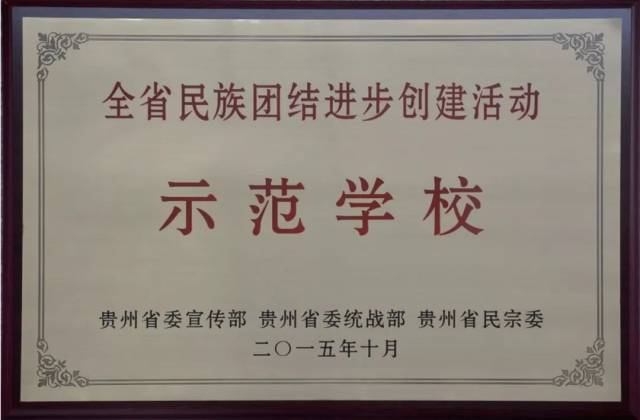 全省民族团结进步创建活动
示范学校
贵州省委宣传部 贵州省委统战部 贵州省民宗委
二〇一五年十月